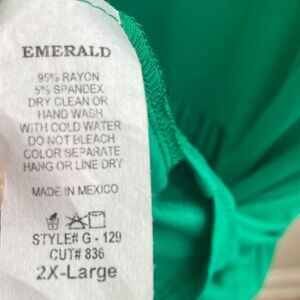 EMERALD
95% RAYON
5% SPANDEX
DRY CLEAN OR
HAND WASH
WITH COLD WATER
DO NOT BLEACH
COLOR SEPARATE
HANG OR LINE DRY
MADE IN MEXICO
STYLE# G - 129
CUT# 836
2X-Large